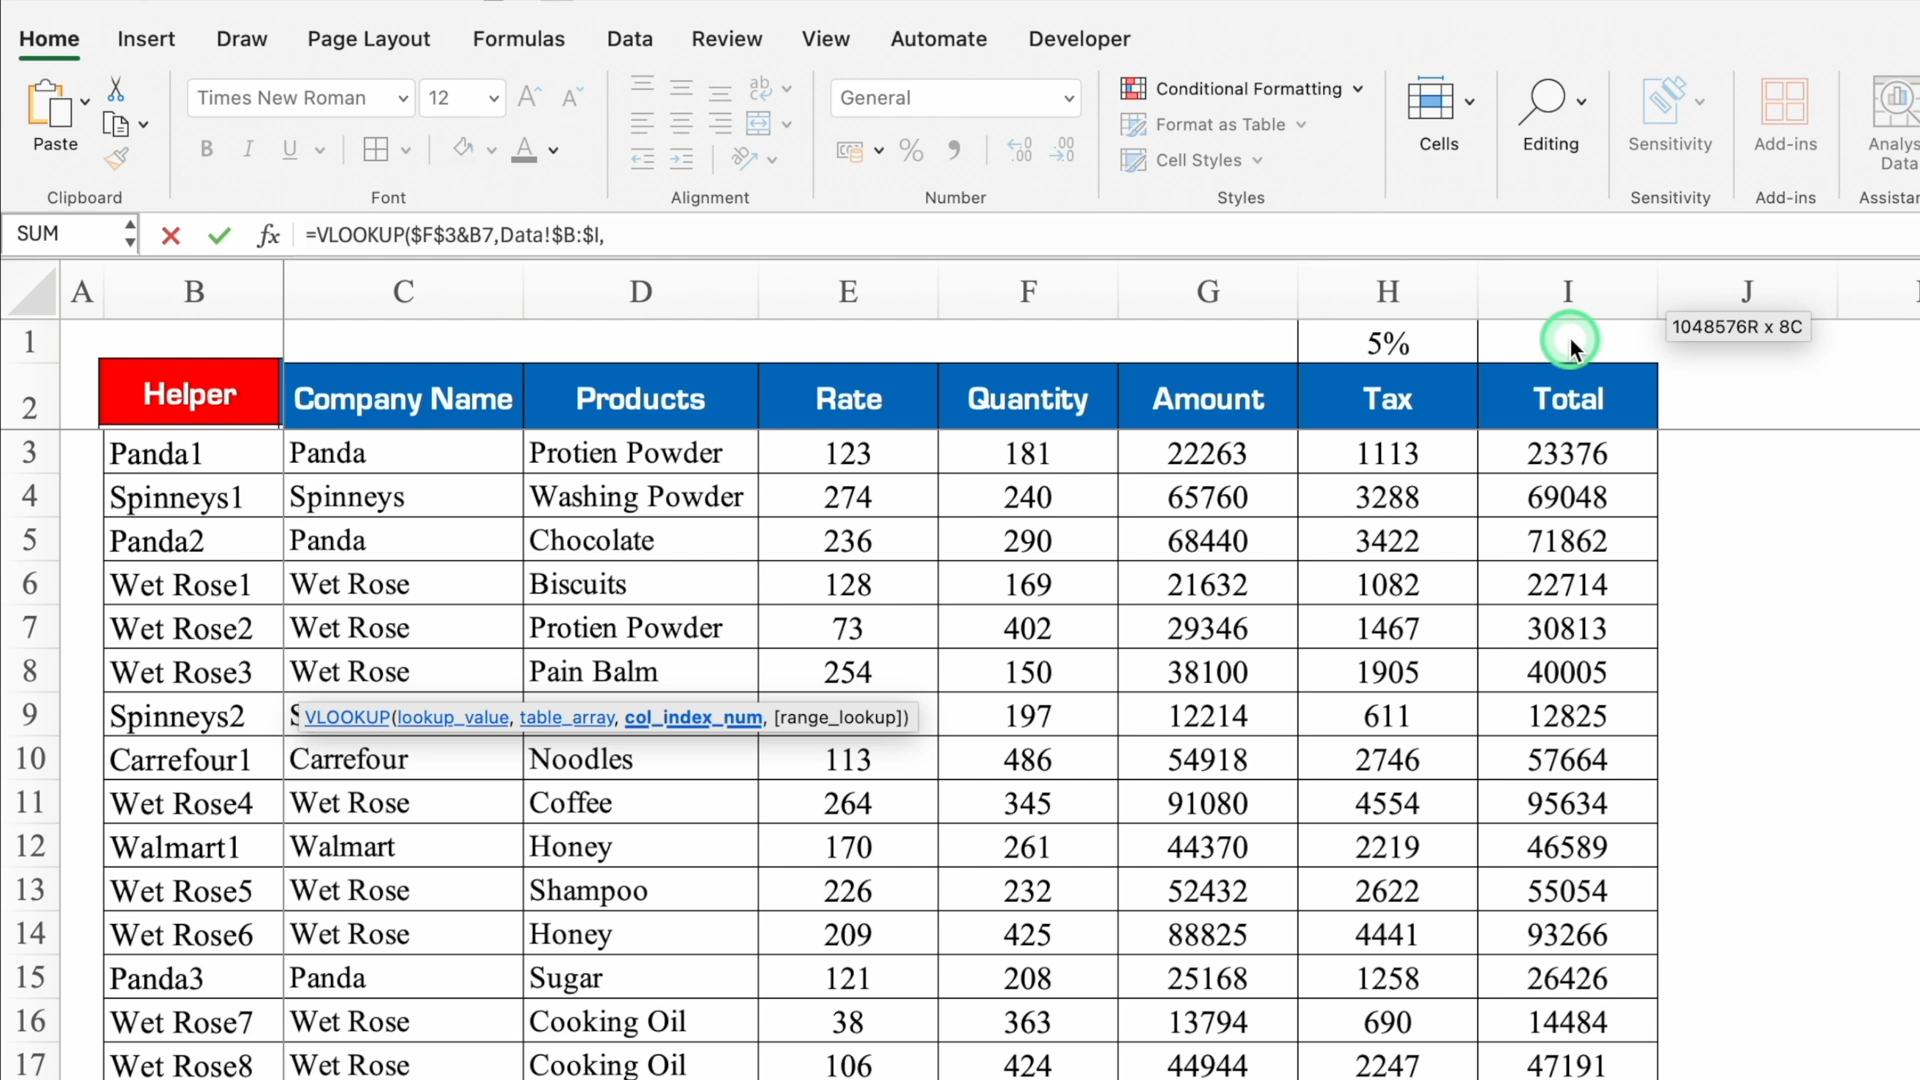 Home Insert Draw Page Layout Formulas Data Review View Automate Developer
Paste
Times New Roman 12
General
Conditional Formatting
Format as Table
Cell Styles
B I U A
ab
% 9 .00 .00
Cells Editing Sensitivity Add-ins
Data
Clipboard Font Alignment Number Styles Sensitivity Add-ins
SUM fx =VLOOKUP($F$3&B7,Data!$B:$I,
A B C D E F G H I J
1048576R x 8C
1 5%
2 Helper Company Name Products Rate Quantity Amount Tax Total
3 Panda1 Panda Protien Powder 123 181 22263 1113 23376
4 Spinneys1 Spinneys Washing Powder 274 240 65760 3288 69048
5 Panda2 Panda Chocolate 236 290 68440 3422 71862
6 Wet Rose1 Wet Rose Biscuits 128 169 21632 1082 22714
7 Wet Rose2 Wet Rose Protien Powder 73 402 29346 1467 30813
8 Wet Rose3 Wet Rose Pain Balm 254 150 38100 1905 40005
9 Spinneys2 S VLOOKUP(lookup_value, table_array, col_index_num, [range_lookup]) 197 12214 611 12825
10 Carrefour1 Carrefour Noodles 113 486 54918 2746 57664
11 Wet Rose4 Wet Rose Coffee 264 345 91080 4554 95634
12 Walmart1 Walmart Honey 170 261 44370 2219 46589
13 Wet Rose5 Wet Rose Shampoo 226 232 52432 2622 55054
14 Wet Rose6 Wet Rose Honey 209 425 88825 4441 93266
15 Panda3 Panda Sugar 121 208 25168 1258 26426
16 Wet Rose7 Wet Rose Cooking Oil 38 363 13794 690 14484
17 Wet Rose8 Wet Rose Cooking Oil 106 424 44944 2247 47191